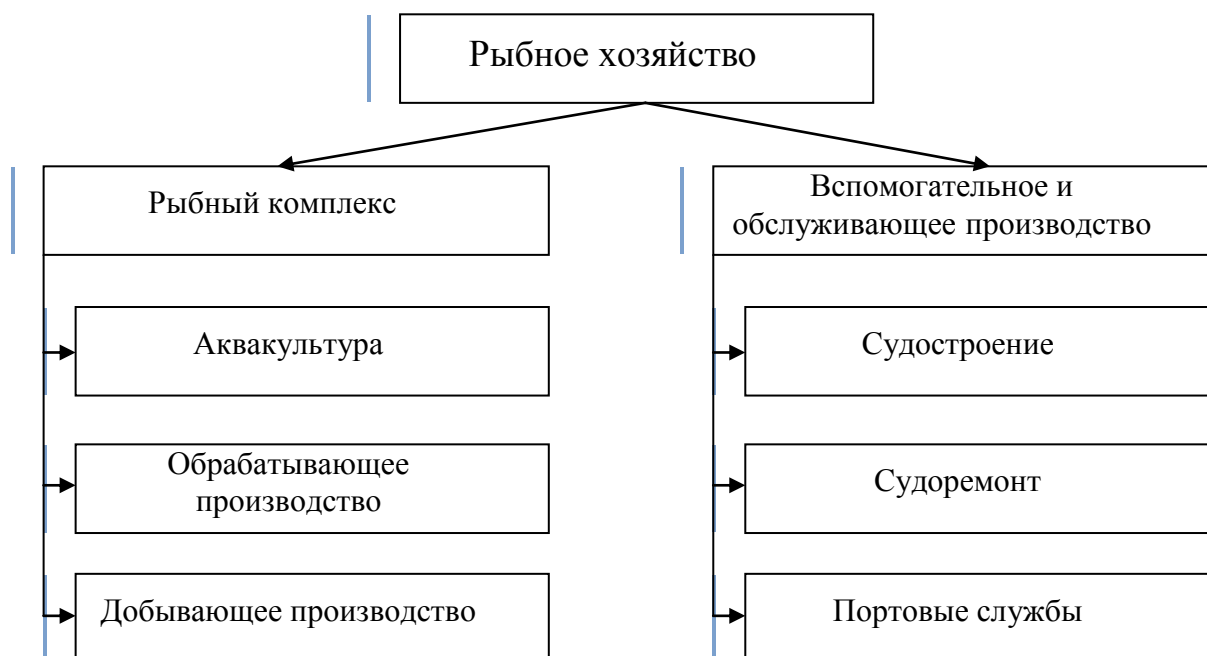 Рыбное хозяйство
Рыбный комплекс
Вспомогательное и
обслуживающее производство
Аквакультура
Судостроение
Обрабатывающее
производство
Судоремонт
Добывающее производство
Портовые службы